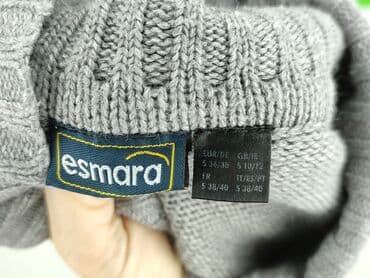 esmara
EUR/DE GB/IE
S 36/38 S 10/12
FR IT/ES/PT
S 38/40 S 38/40